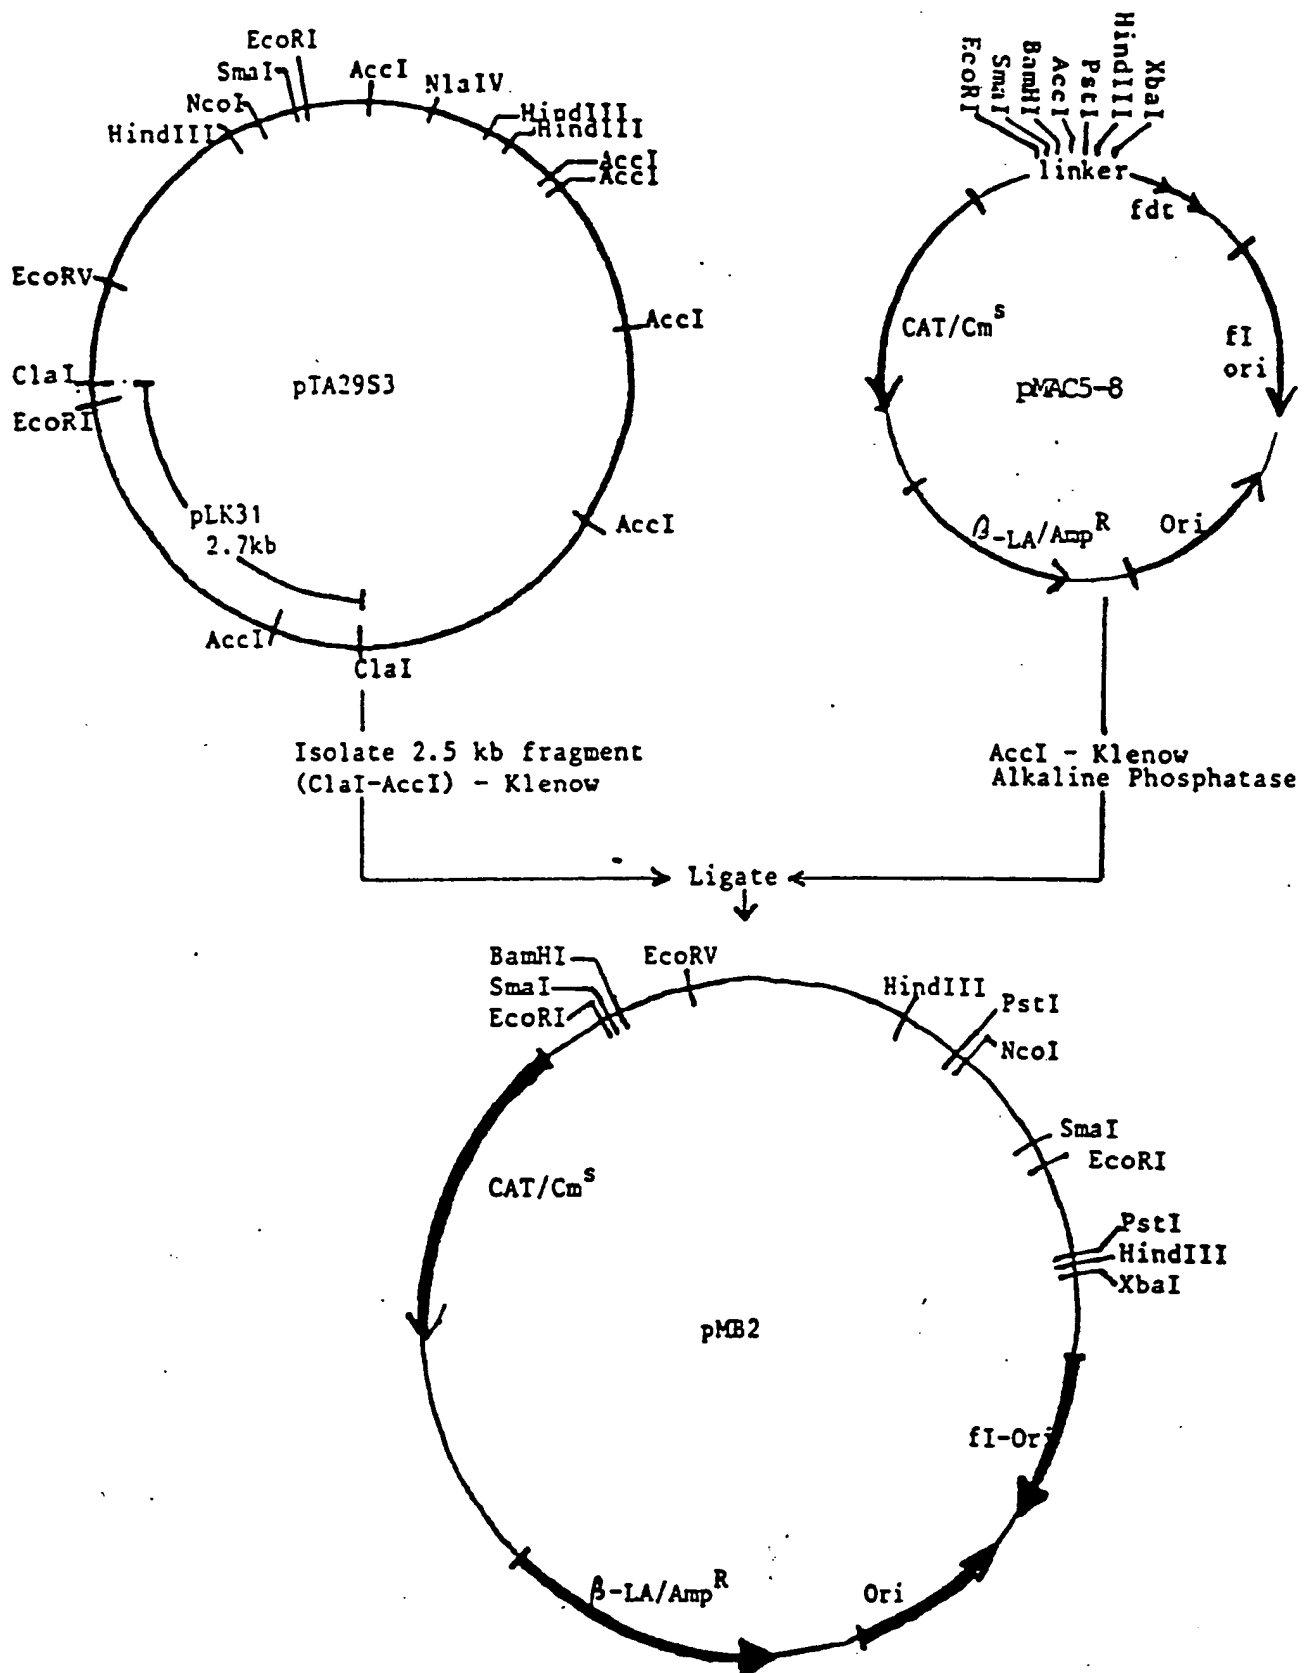 EcoRI
SmaI
AccI
NlaIV
NcoI
HindIII
HindIII
HindIII
AccI
AccI
EcoRV
AccI
ClaI
pTA29S3
EcoRI
pLK31
2.7kb
AccI
AccI
ClaI
EcoRI
SmaI
BamHI
AccI
PstI
HindIII
XbaI
linker
fdt
CAT/Cm^s
fI
ori
pMAC5-8
β-LA/Amp^R
Ori
Isolate 2.5 kb fragment
(ClaI-AccI) - Klenow
AccI - Klenow
Alkaline Phosphatase
Ligate
BamHI
EcoRV
SmaI
HindIII
PstI
EcoRI
NcoI
SmaI
EcoRI
CAT/Cm^s
PstI
HindIII
XbaI
pMB2
fI-Ori
β-LA/Amp^R
Ori